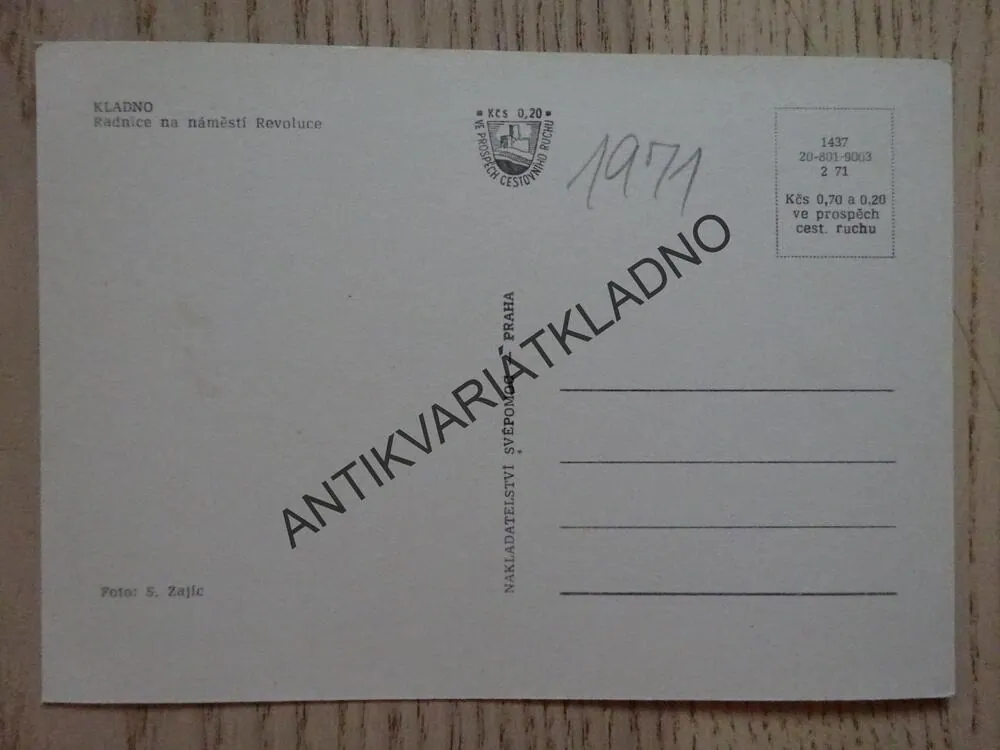 KLADNO
Radnice na náměstí Revoluce
Kčs 0,20
VE PROSPĚCH CESTOVNÍHO RUCHU
1971
1437
20-801-9003
2 71
Kčs 0,70 a 0,20
ve prospěch
cest. ruchu
NAKLADATELSTVÍ SVÉPOMOC - PRAHA
ANTIKVARIÁTKLADNO
Foto: S. Zajíc